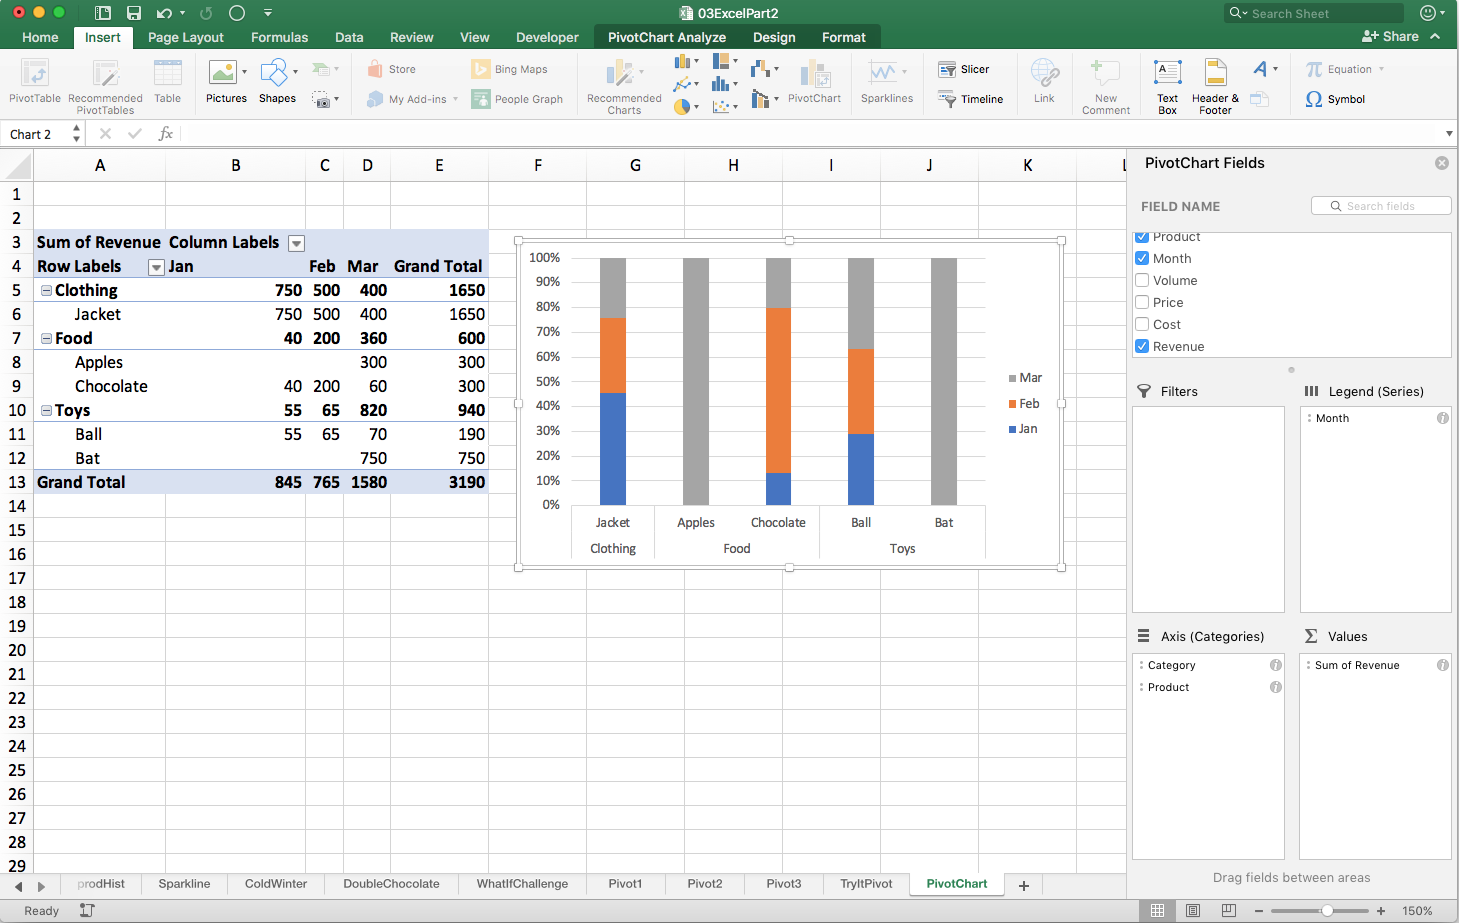 03ExcelPart2
Search Sheet
Home Insert Page Layout Formulas Data Review View Developer PivotChart Analyze Design Format Share
PivotTable Recommended PivotTables Table Pictures Shapes Store My Add-ins Bing Maps People Graph Recommended Charts PivotChart Sparklines Slicer Timeline Link New Comment Text Box Header & Footer Equation Symbol
Chart 2 fx
A B C D E F G H I J K L
1
2
3 Sum of Revenue Column Labels
4 Row Labels Jan Feb Mar Grand Total
5 Clothing 750 500 400 1650
6 Jacket 750 500 400 1650
7 Food 40 200 360 600
8 Apples 300 300
9 Chocolate 40 200 60 300
10 Toys 55 65 820 940
11 Ball 55 65 70 190
12 Bat 750 750
13 Grand Total 845 765 1580 3190
14
15
16
17
18
19
20
21
22
23
24
25
26
27
28
29
100%
90%
80%
70%
60%
50%
40%
30%
20%
10%
0%
Jacket Apples Chocolate Ball Bat
Clothing Food Toys
Mar
Feb
Jan
PivotChart Fields
FIELD NAME Search fields
Product
Month
Volume
Price
Cost
Revenue
Filters Legend (Series)
Month
Axis (Categories) Values
Category Sum of Revenue
Product
Drag fields between areas
prodHist Sparkline ColdWinter DoubleChocolate WhatIfChallenge Pivot1 Pivot2 Pivot3 TryItPivot PivotChart +
Ready 150%